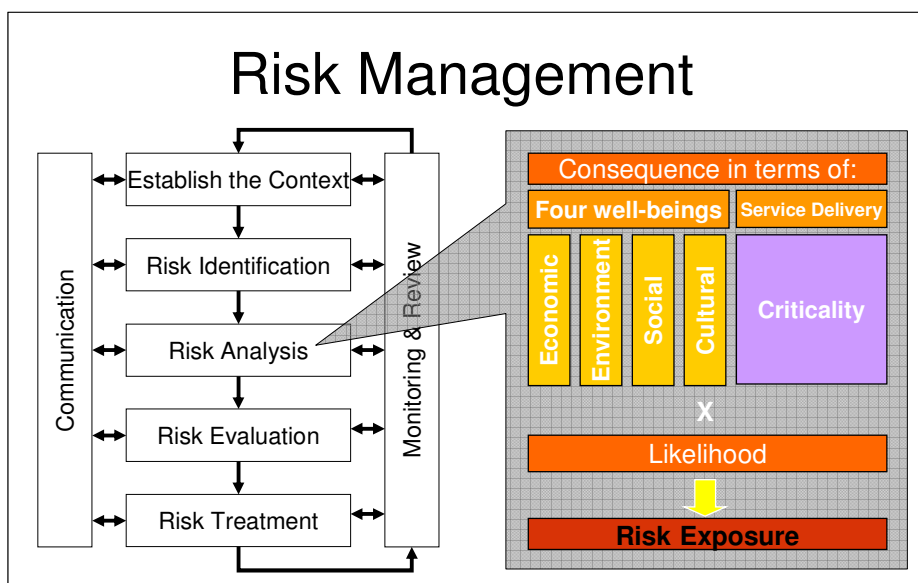 Risk Management
Communication
Establish the Context
Risk Identification
Risk Analysis
Risk Evaluation
Risk Treatment
Monitoring & Review
Consequence in terms of:
Four well-beings
Service Delivery
Economic
Environment
Social
Cultural
Criticality
X
Likelihood
Risk Exposure